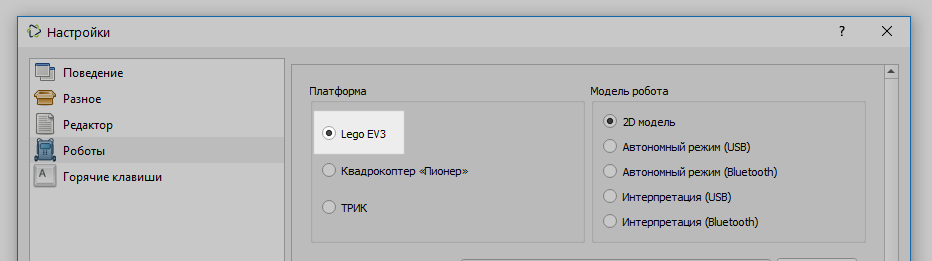 Настройки
?
Поведение
Разное
Редактор
Роботы
A
Горячие клавиши
Платформа
Lego EV3
Квадрокоптер «Пионер»
ТРИК
Модель робота
2D модель
Автономный режим (USB)
Автономный режим (Bluetooth)
Интерпретация (USB)
Интерпретация (Bluetooth)